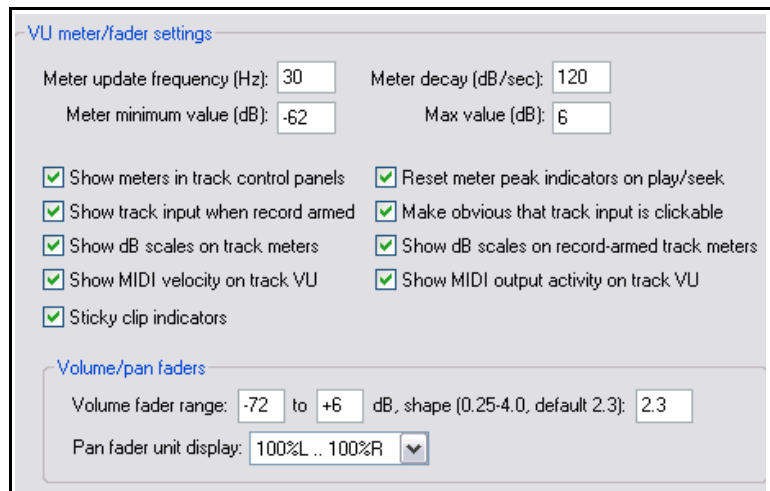 VU meter/fader settings
Meter update frequency (Hz): 30 Meter decay (dB/sec): 120
Meter minimum value (dB): -62 Max value (dB): 6
Show meters in track control panels Reset meter peak indicators on play/seek
Show track input when record armed Make obvious that track input is clickable
Show dB scales on track meters Show dB scales on record-armed track meters
Show MIDI velocity on track VU Show MIDI output activity on track VU
Sticky clip indicators
Volume/pan faders
Volume fader range: -72 to +6 dB, shape (0.25-4.0, default 2.3): 2.3
Pan fader unit display: 100%L .. 100%R